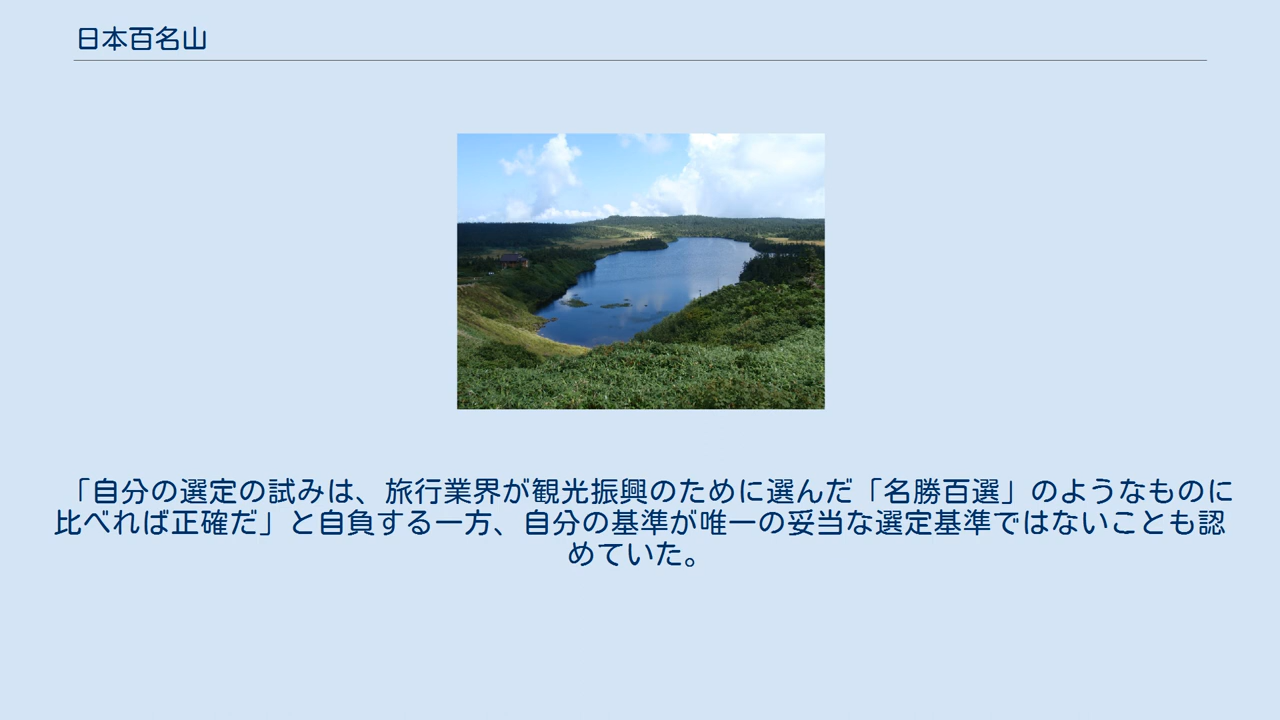 日本百名山
「自分の選定の試みは、旅行業界が観光振興のために選んだ「名勝百選」のようなものに
比べれば正確だ」と自負する一方、自分の基準が唯一の妥当な選定基準ではないことも認
めていた。